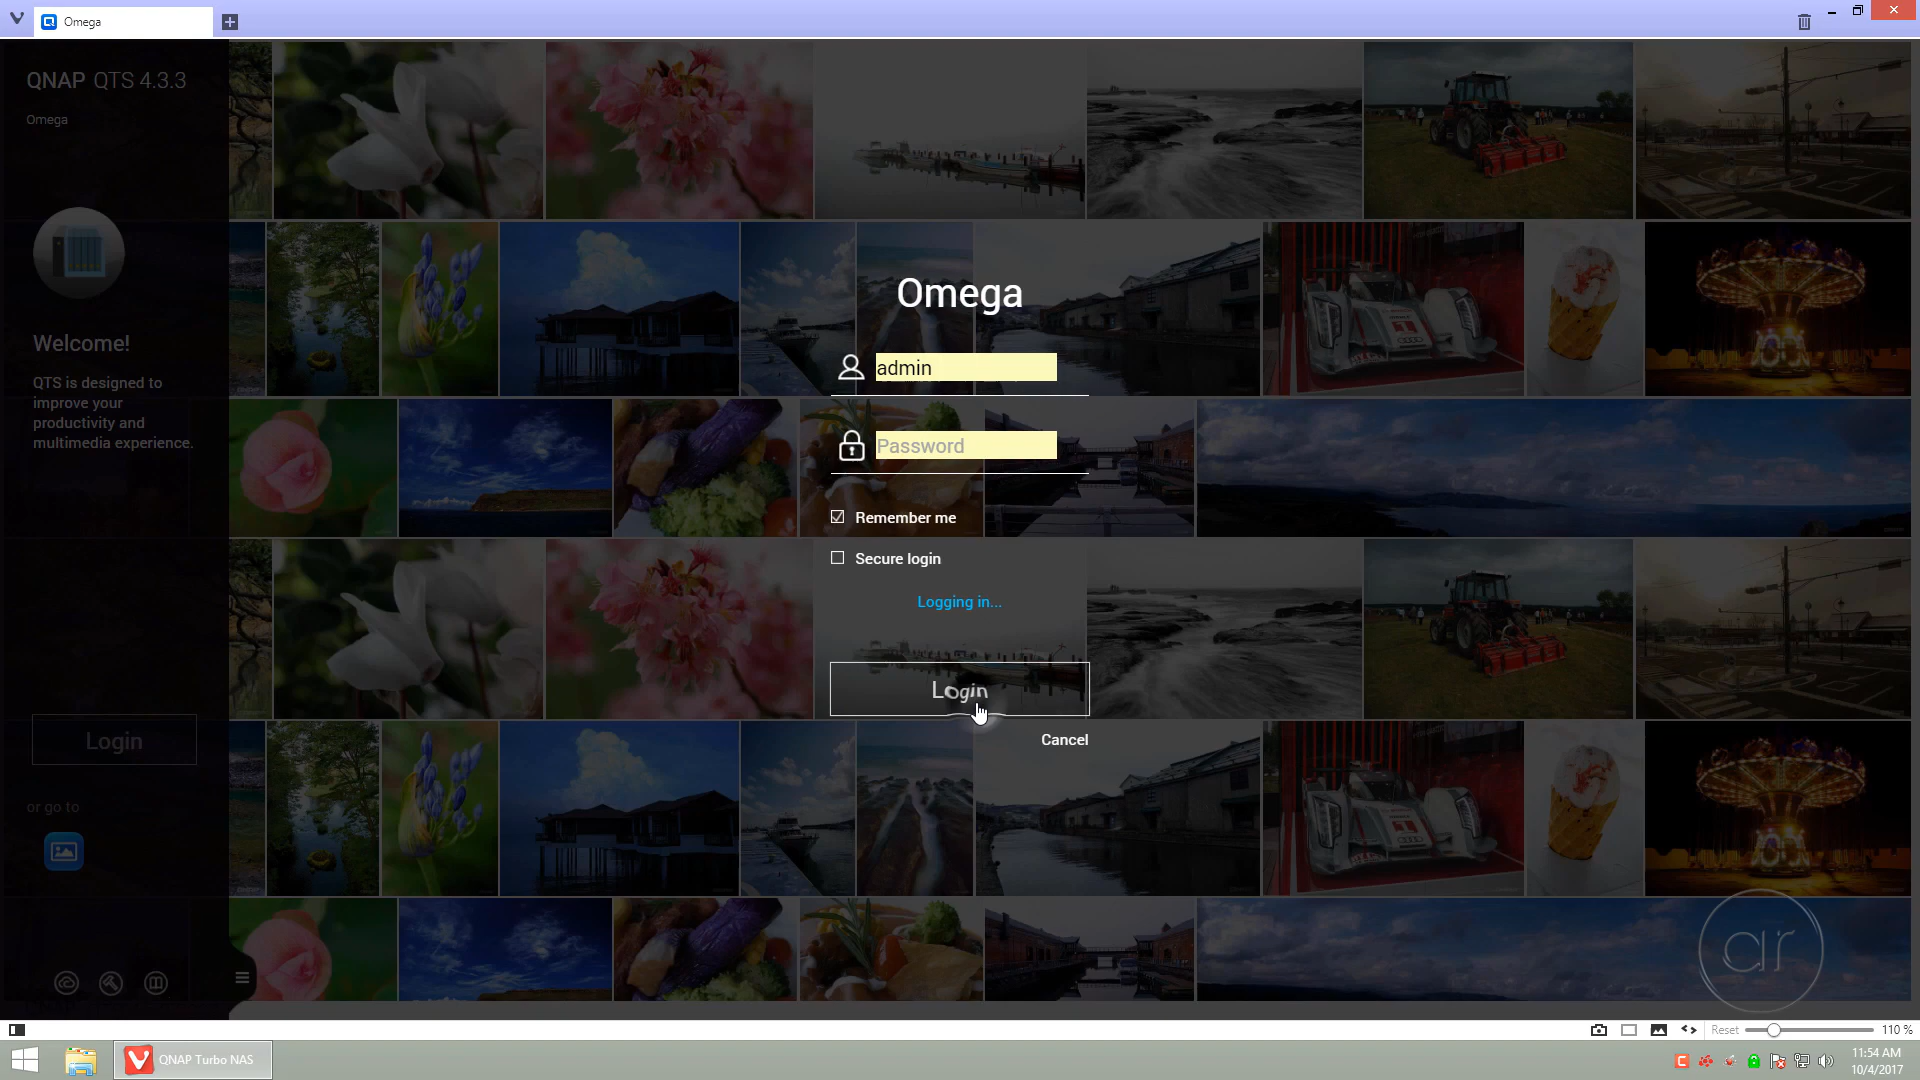 Omega
QNAP QTS 4.3.3
Omega
Welcome!
QTS is designed to
improve your
productivity and
multimedia experience.
Login
or go to
Omega
admin
Password
Remember me
Secure login
Logging in...
Login
Cancel
ar
Reset
110 %
QNAP Turbo NAS
11:54 AM
10/4/2017